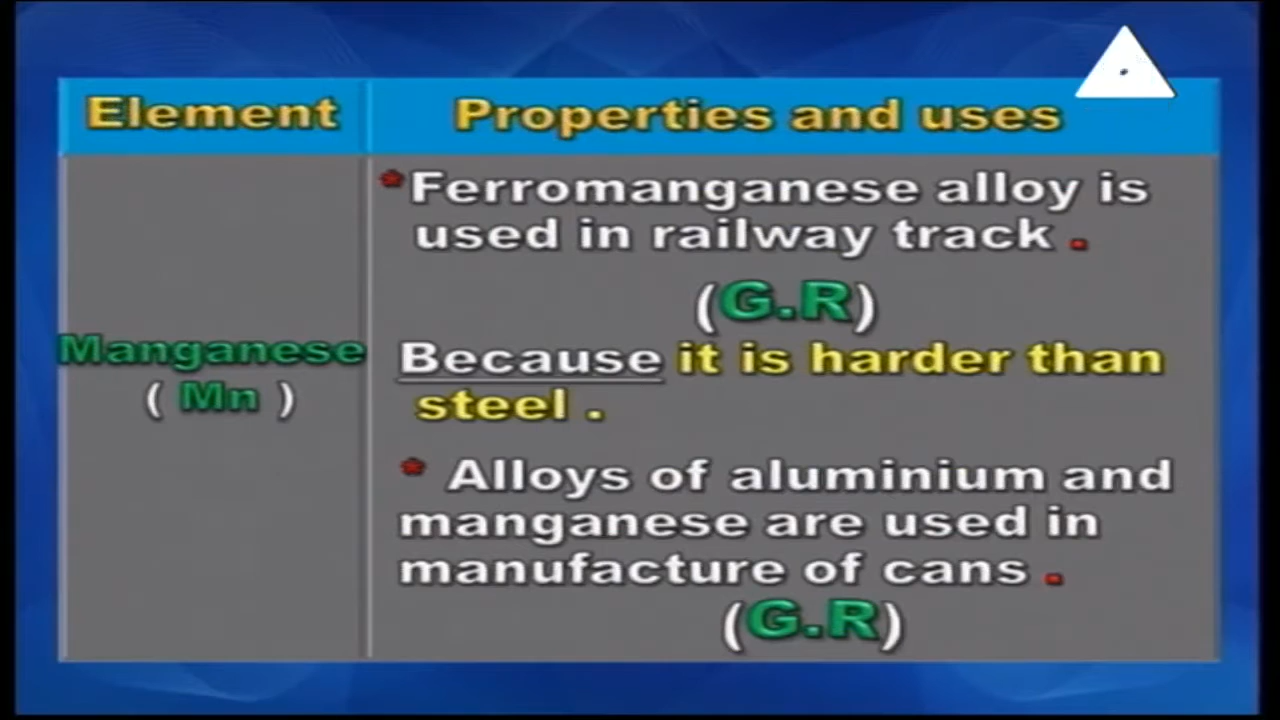 Element
Properties and uses
*Ferromanganese alloy is
used in railway track .
(G.R)
Manganese
( Mn )
Because it is harder than
steel .
* Alloys of aluminium and
manganese are used in
manufacture of cans .
(G.R)